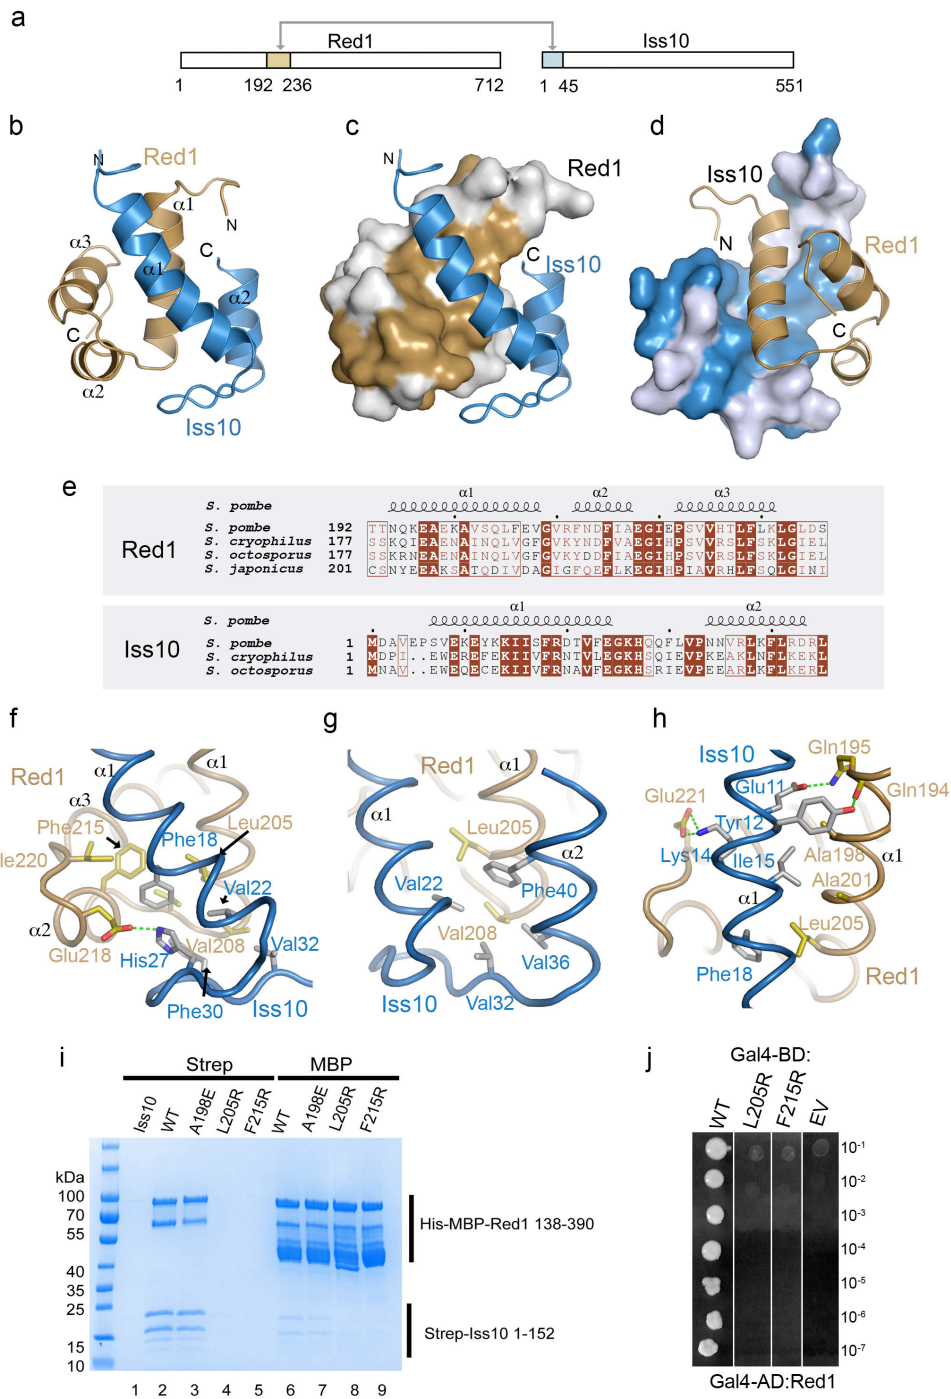 a
Red1
Iss10
1
192
236
712
1
45
551
b
N
Red1
α1
N
α3
α1
C
α2
C
α2
Iss10
c
N
Red1
C
Iss10
d
Iss10
N
Red1
C
e
S. pombe α1 α2 α3
Red1
S. pombe 192 TTNQKEAEKAVSQLFEVGVRFNDFIAEGIEPSVVHTLFLKLGLDS
S. cryophilus 177 SSKQIEAENAINQLVGFGVKYNDFVAEGIHPSVVRSLFSKLGIEL
S. octosporus 177 SSKRNEAENAINQLVGFGVKYDDFIAEGIHPSVVRSLFSKLGIEL
S. japonicus 201 CSNYEEAKSATQDIVDAGIGFQEFLKEGIHPIAVRHLFSQLGINI
S. pombe α1 α2
Iss10
S. pombe 1 MDAVEPSVEKEYKKIISFRDTVFEGKHQQFLVPNNVRLKFLRDRL
S. cryophilus 1 MDPI..EWEREFEKIIVFRNTVLEGKHSQIEVPEEAKLNFLKERL
S. octosporus 1 MNAV..EWEQECEKIIVFRNAVFEGKHSRIEVPKEARLKFLKERL
f
α1
α1
Red1
α3
Phe215
Phe18
Leu205
Ile220
Val22
α2
Glu218
His27
Val208
Val32
Phe30
Iss10
g
Red1
α1
Leu205
α2
Val22
Phe40
Val208
Val36
Iss10
Val32
h
Iss10
Gln195
Glu11
Gln194
Glu221
Tyr12
Lys14
Ile15
Ala198
α1
α1
Ala201
Leu205
Phe18
Red1
i
Strep
MBP
Iss10
WT
A198E
L205R
F215R
WT
A198E
L205R
F215R
kDa
100
70
55
40
35
25
15
10
His-MBP-Red1 138-390
Strep-Iss10 1-152
1 2 3 4 5 6 7 8 9
j
Gal4-BD:
WT
L205R
F215R
EV
10-1
10-2
10-3
10-4
10-5
10-6
10-7
Gal4-AD:Red1